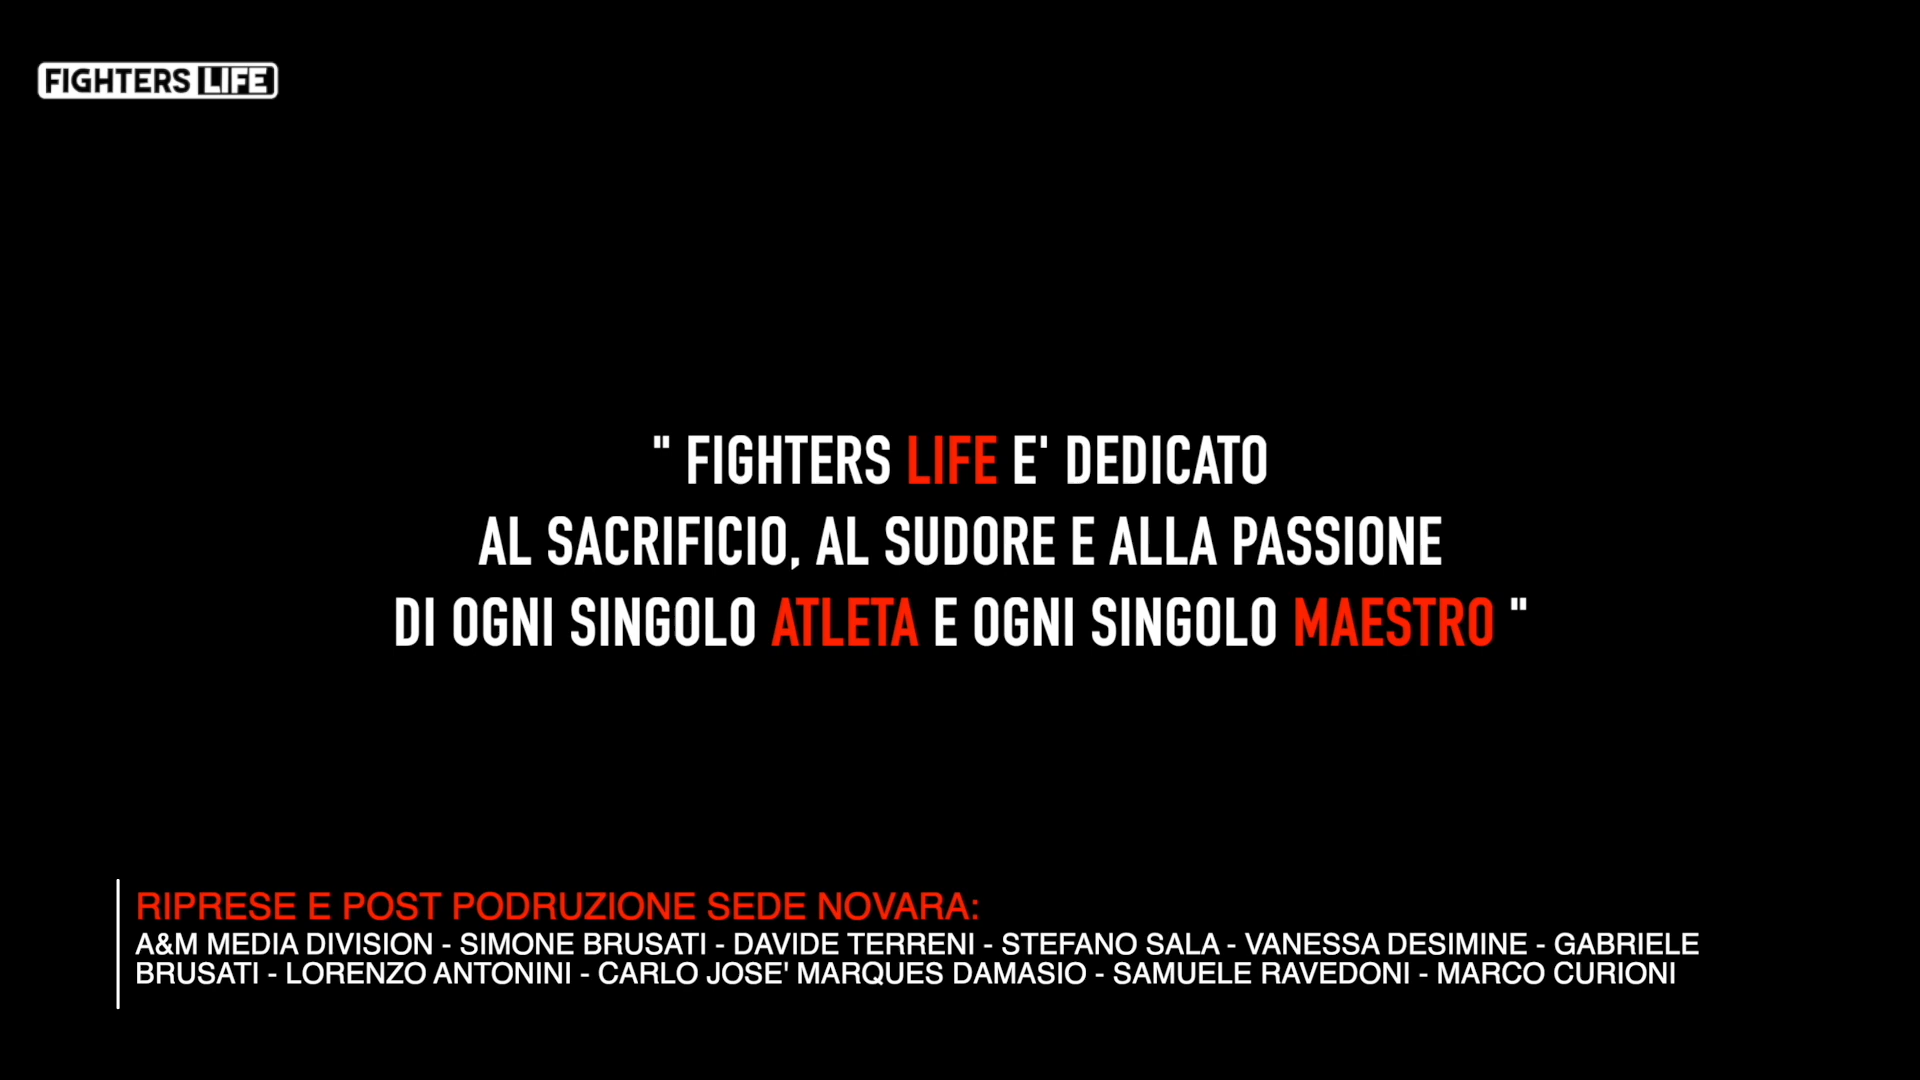 FIGHTERS LIFE
" FIGHTERS LIFE E' DEDICATO
AL SACRIFICIO, AL SUDORE E ALLA PASSIONE
DI OGNI SINGOLO ATLETA E OGNI SINGOLO MAESTRO "
RIPRESE E POST PODRUZIONE SEDE NOVARA:
A&M MEDIA DIVISION - SIMONE BRUSATI - DAVIDE TERRENI - STEFANO SALA - VANESSA DESIMINE - GABRIELE
BRUSATI - LORENZO ANTONINI - CARLO JOSE' MARQUES DAMASIO - SAMUELE RAVEDONI - MARCO CURIONI